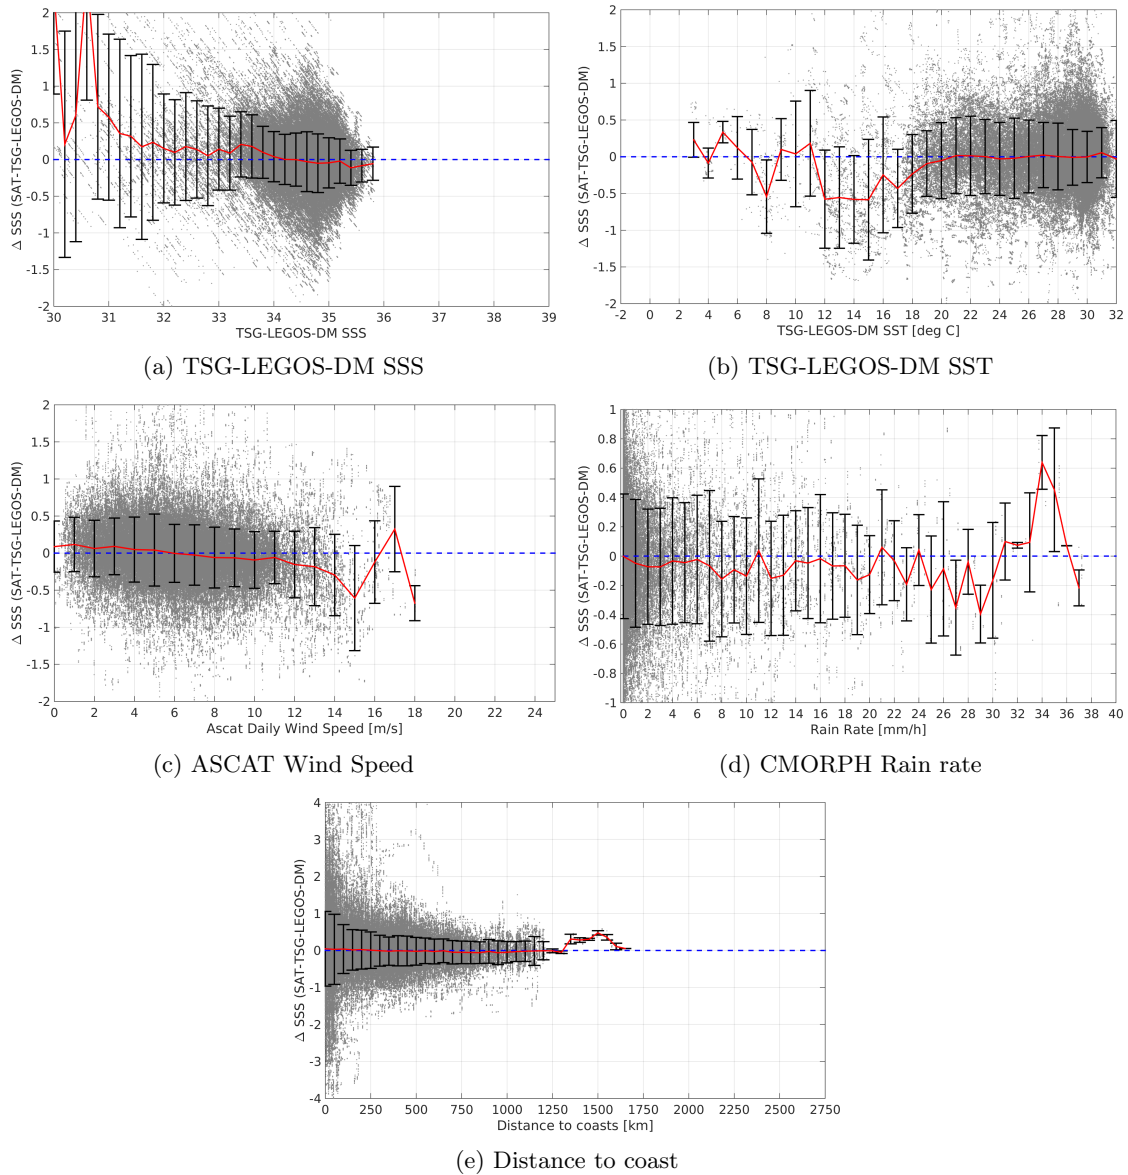 2
1.5
1
0.5
0
-0.5
-1
-1.5
-2
Δ SSS (SAT-TSG-LEGOS-DM)
30 31 32 33 34 35 36 37 38 39
TSG-LEGOS-DM SSS
(a) TSG-LEGOS-DM SSS
2
1.5
1
0.5
0
-0.5
-1
-1.5
-2
Δ SSS (SAT-TSG-LEGOS-DM)
-2 0 2 4 6 8 10 12 14 16 18 20 22 24 26 28 30 32
TSG-LEGOS-DM SST [deg C]
(b) TSG-LEGOS-DM SST
2
1.5
1
0.5
0
-0.5
-1
-1.5
-2
Δ SSS (SAT-TSG-LEGOS-DM)
0 2 4 6 8 10 12 14 16 18 20 22 24
Ascat Daily Wind Speed [m/s]
(c) ASCAT Wind Speed
1
0.8
0.6
0.4
0.2
0
-0.2
-0.4
-0.6
-0.8
-1
Δ SSS (SAT-TSG-LEGOS-DM)
0 2 4 6 8 10 12 14 16 18 20 22 24 26 28 30 32 34 36 38 40
Rain Rate [mm/h]
(d) CMORPH Rain rate
4
3
2
1
0
-1
-2
-3
-4
Δ SSS (SAT-TSG-LEGOS-DM)
0 250 500 750 1000 1250 1500 1750 2000 2250 2500 2750
Distance to coasts [km]
(e) Distance to coast